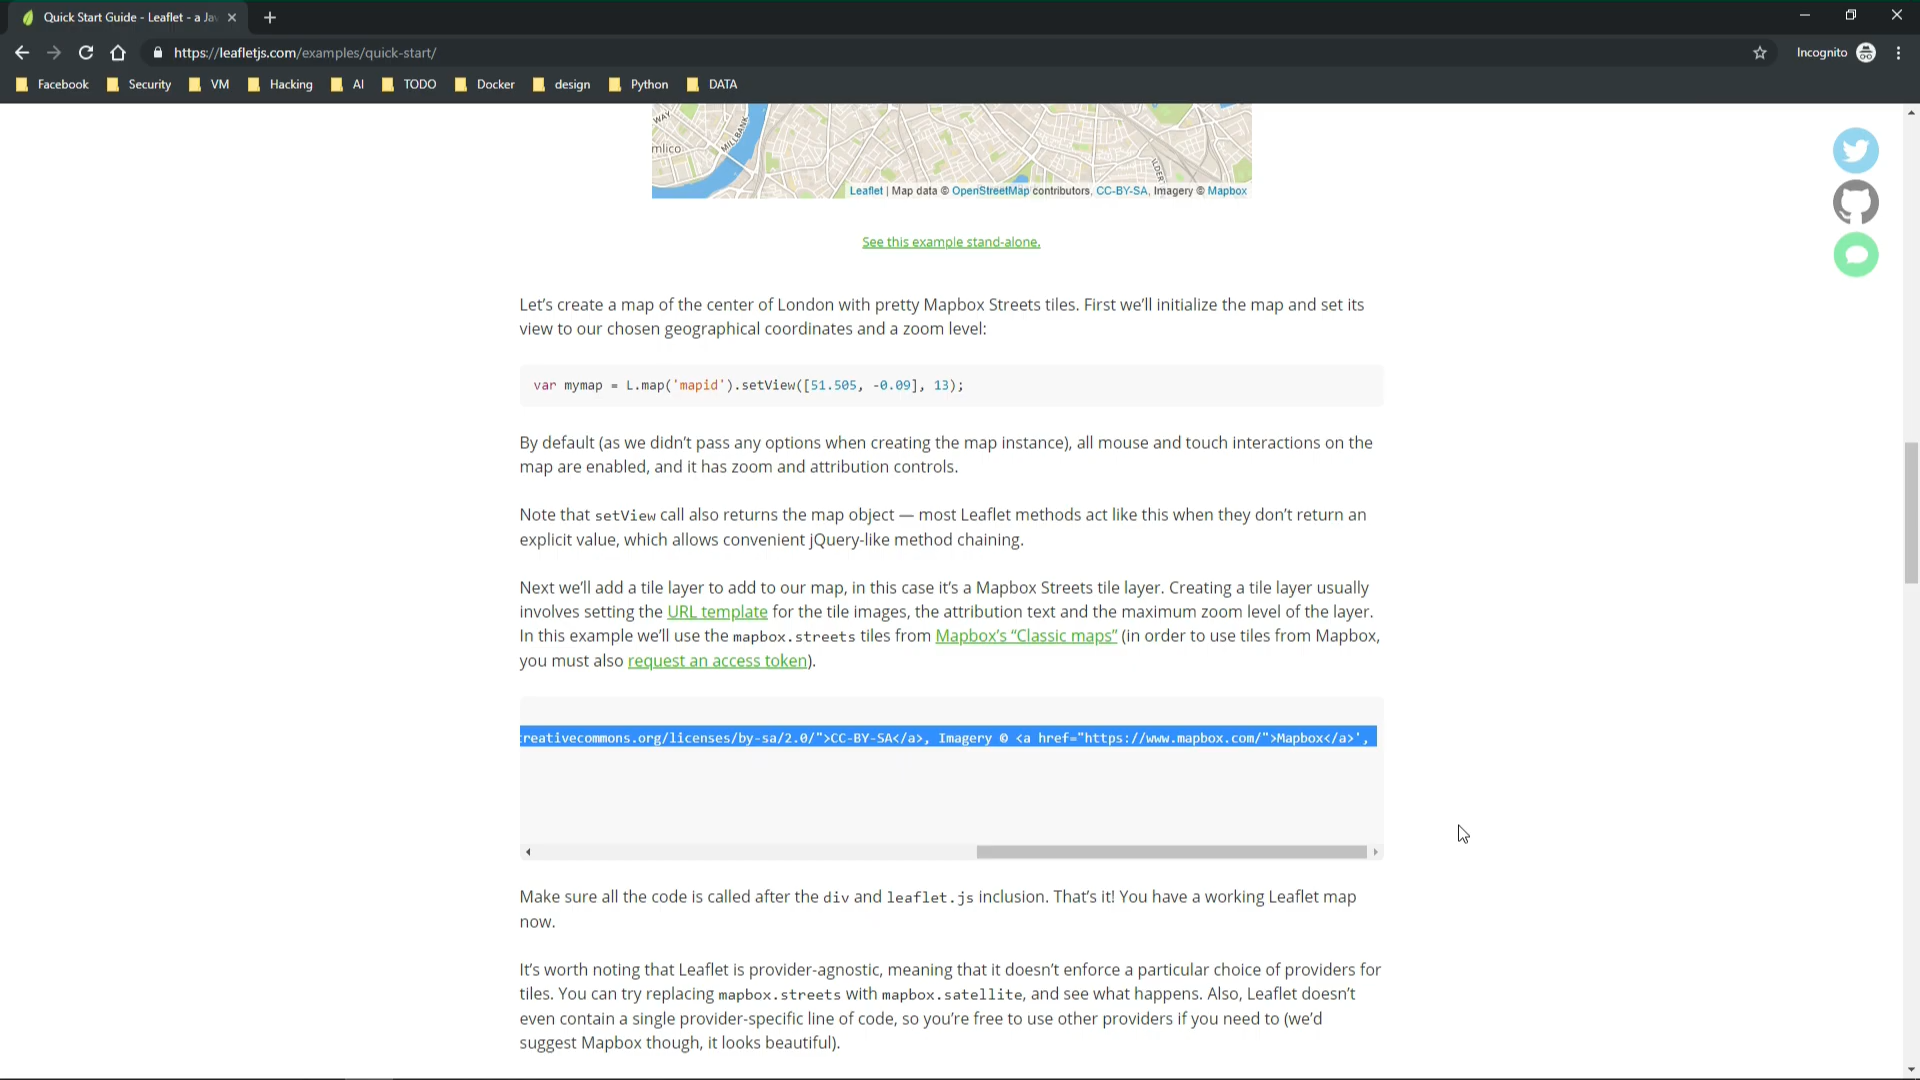 Quick Start Guide - Leaflet - a Ja
https://leafletjs.com/examples/quick-start/
Incognito
Facebook Security VM Hacking AI TODO Docker design Python DATA
WAY
MILLBANK
mlico
Leaflet | Map data © OpenStreetMap contributors, CC-BY-SA, Imagery © Mapbox
See this example stand-alone.
Let's create a map of the center of London with pretty Mapbox Streets tiles. First we'll initialize the map and set its
view to our chosen geographical coordinates and a zoom level:
var mymap = L.map('mapid').setView([51.505, -0.09], 13);
By default (as we didn't pass any options when creating the map instance), all mouse and touch interactions on the
map are enabled, and it has zoom and attribution controls.
Note that setView call also returns the map object — most Leaflet methods act like this when they don't return an
explicit value, which allows convenient jQuery-like method chaining.
Next we'll add a tile layer to add to our map, in this case it's a Mapbox Streets tile layer. Creating a tile layer usually
involves setting the URL template for the tile images, the attribution text and the maximum zoom level of the layer.
In this example we'll use the mapbox.streets tiles from Mapbox's “Classic maps” (in order to use tiles from Mapbox,
you must also request an access token).
creativecommons.org/licenses/by-sa/2.0/">CC-BY-SA</a>, Imagery © <a href="https://www.mapbox.com/">Mapbox</a>',
Make sure all the code is called after the div and leaflet.js inclusion. That's it! You have a working Leaflet map
now.
It's worth noting that Leaflet is provider-agnostic, meaning that it doesn't enforce a particular choice of providers for
tiles. You can try replacing mapbox.streets with mapbox.satellite, and see what happens. Also, Leaflet doesn't
even contain a single provider-specific line of code, so you're free to use other providers if you need to (we'd
suggest Mapbox though, it looks beautiful).